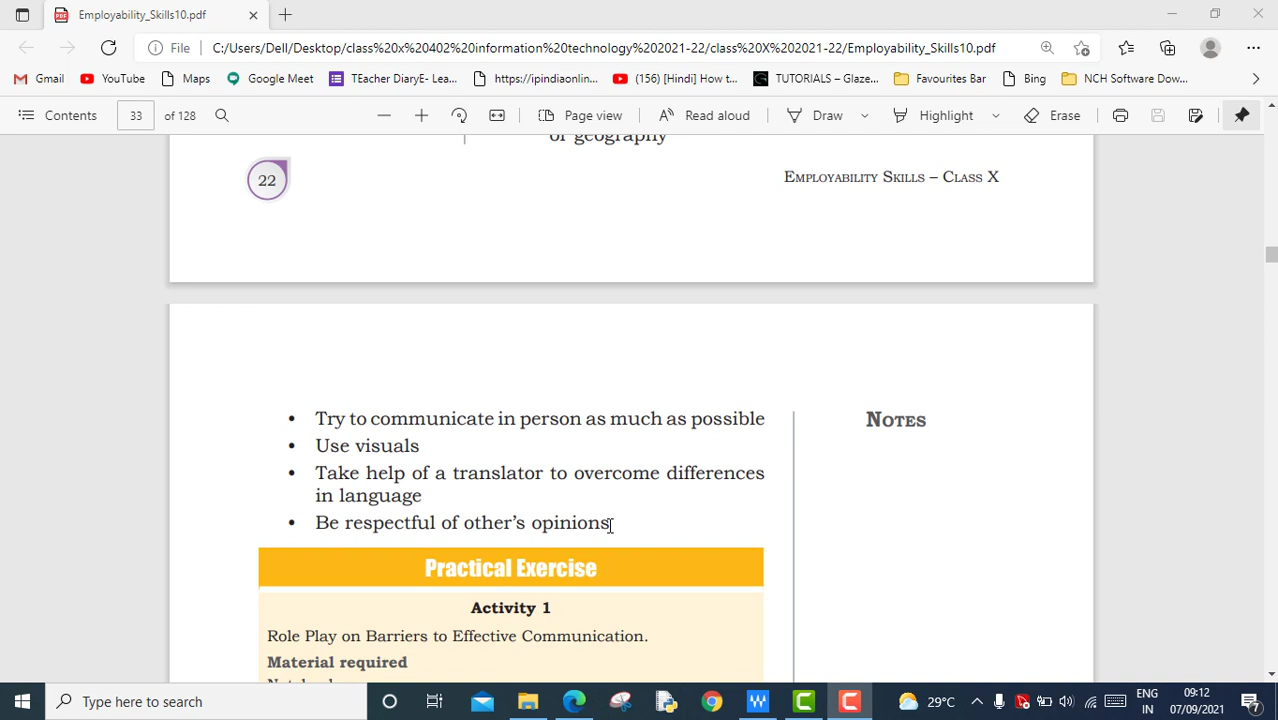 Employability_Skills10.pdf
File
C:/Users/Dell/Desktop/class%20x%20402%20information%20technology%202021-22/class%20X%202021-22/Employability_Skills10.pdf
Gmail YouTube Maps Google Meet TEacher DiaryE- Lea... https://ipindiaonlin... (156) [Hindi] How t... TUTORIALS – Glaze... Favourites Bar Bing NCH Software Dow...
Contents 33 of 128 Page view Read aloud Draw Highlight Erase
or geography
22
Employability Skills – Class X
• Try to communicate in person as much as possible
Notes
• Use visuals
• Take help of a translator to overcome differences
in language
• Be respectful of other's opinions
Practical Exercise
Activity 1
Role Play on Barriers to Effective Communication.
Material required
Type here to search
29°C
ENG
IN
09:12
07/09/2021
7